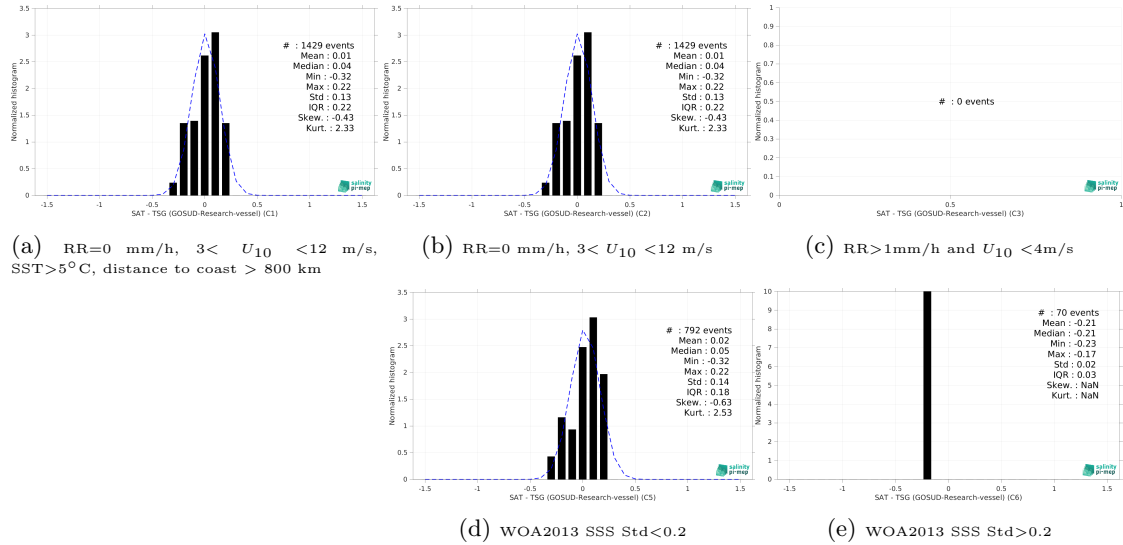 3.5
3
2.5
2
1.5
1
0.5
0
Normalized histogram
# : 1429 events
Mean : 0.01
Median : 0.04
Min : -0.32
Max : 0.22
Std : 0.13
IQR : 0.22
Skew. : -0.43
Kurt. : 2.33
salinity
pi-mep
-1.5 -1 -0.5 0 0.5 1 1.5
SAT - TSG (GOSUD-Research-vessel) (C1)
(a) RR=0 mm/h, 3< U10 <12 m/s,
SST>5°C, distance to coast > 800 km
3.5
3
2.5
2
1.5
1
0.5
0
Normalized histogram
# : 1429 events
Mean : 0.01
Median : 0.04
Min : -0.32
Max : 0.22
Std : 0.13
IQR : 0.22
Skew. : -0.43
Kurt. : 2.33
salinity
pi-mep
-1.5 -1 -0.5 0 0.5 1 1.5
SAT - TSG (GOSUD-Research-vessel) (C2)
(b) RR=0 mm/h, 3< U10 <12 m/s
1
0.9
0.8
0.7
0.6
0.5
0.4
0.3
0.2
0.1
0
Normalized histogram
# : 0 events
salinity
pi-mep
0 0.5 1
SAT - TSG (GOSUD-Research-vessel) (C3)
(c) RR>1mm/h and U10 <4m/s
3.5
3
2.5
2
1.5
1
0.5
0
Normalized histogram
# : 792 events
Mean : 0.02
Median : 0.05
Min : -0.32
Max : 0.22
Std : 0.14
IQR : 0.18
Skew. : -0.63
Kurt. : 2.53
salinity
pi-mep
-1.5 -1 -0.5 0 0.5 1 1.5
SAT - TSG (GOSUD-Research-vessel) (C5)
(d) WOA2013 SSS Std<0.2
10
9
8
7
6
5
4
3
2
1
0
Normalized histogram
# : 70 events
Mean : -0.21
Median : -0.21
Min : -0.23
Max : -0.17
Std : 0.02
IQR : 0.03
Skew. : NaN
Kurt. : NaN
salinity
pi-mep
-1.5 -1 -0.5 0 0.5 1 1.5
SAT - TSG (GOSUD-Research-vessel) (C6)
(e) WOA2013 SSS Std>0.2